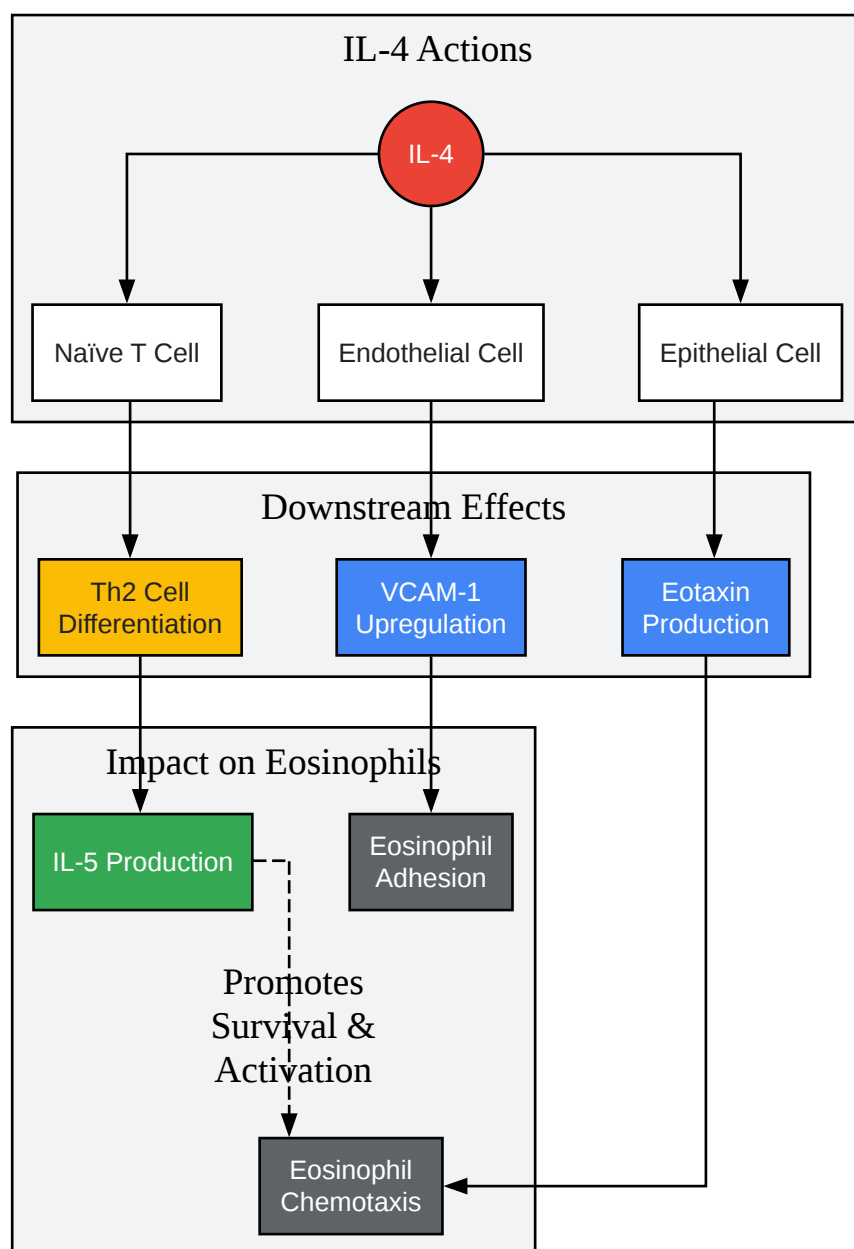 IL-4 Actions
IL-4
Naïve T Cell
Endothelial Cell
Epithelial Cell
Downstream Effects
Th2 Cell
Differentiation
VCAM-1
Upregulation
Eotaxin
Production
Impact on Eosinophils
IL-5 Production
Eosinophil
Adhesion
Promotes
Survival &
Activation
Eosinophil
Chemotaxis